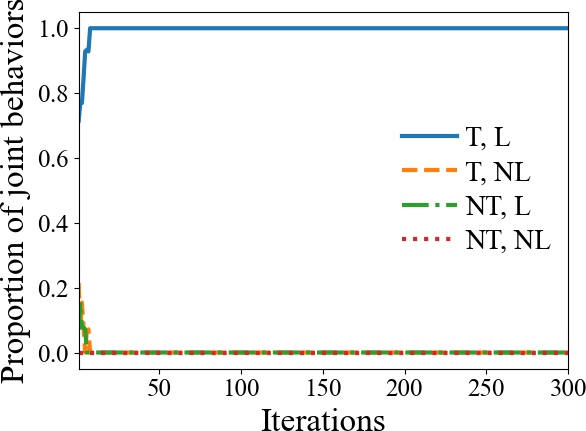 Proportion of joint behaviors
1.0
0.8
0.6
0.4
0.2
0.0
T, L
T, NL
NT, L
NT, NL
50 100 150 200 250 300
Iterations